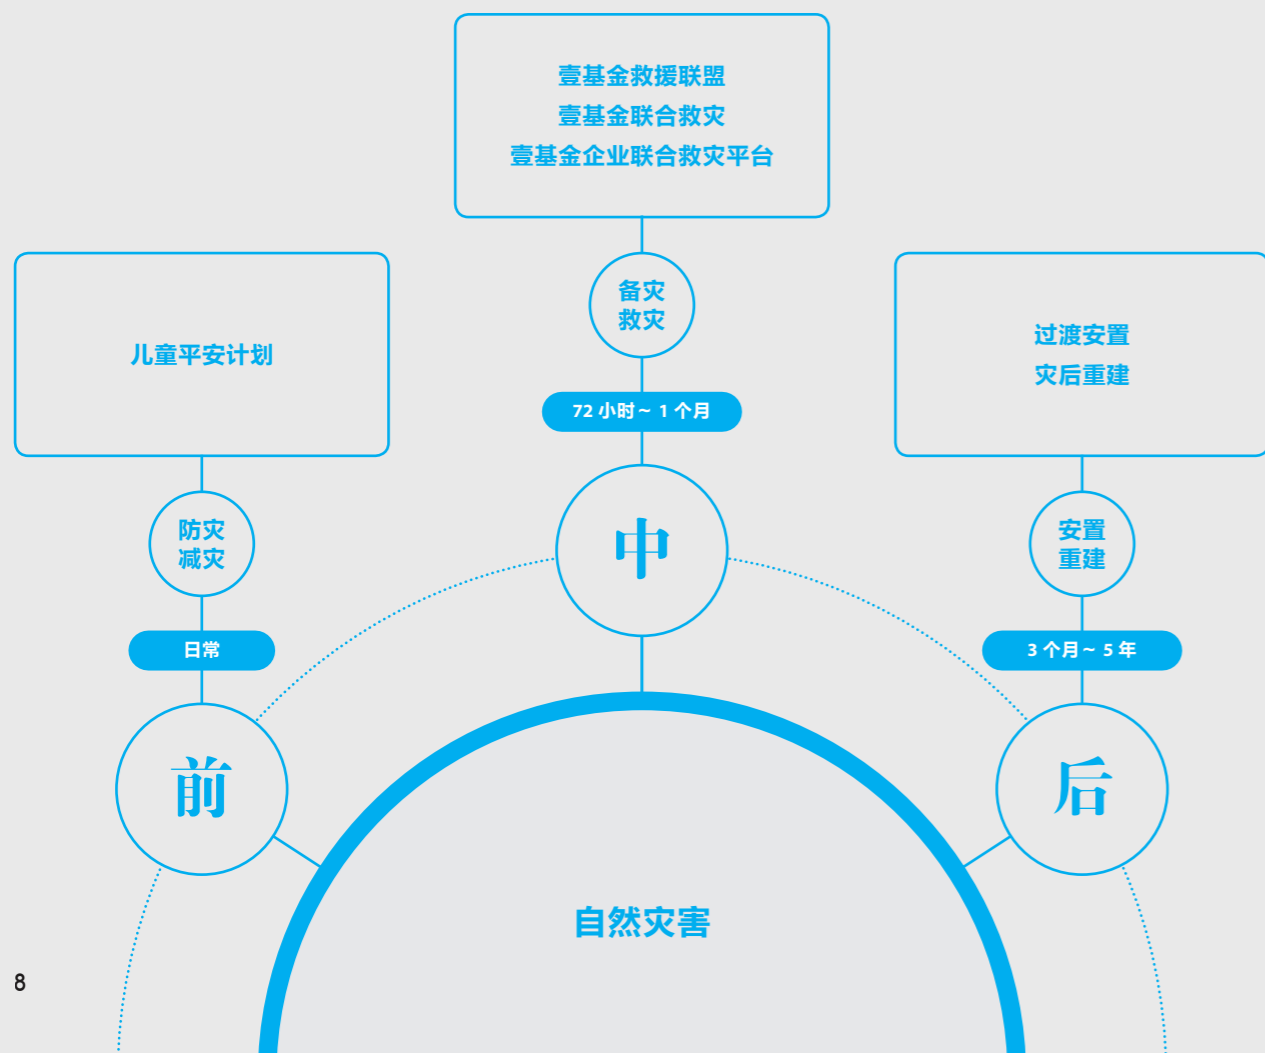 壹基金救援联盟
壹基金联合救灾
壹基金企业联合救灾平台
备灾
救灾
72 小时~ 1 个月
中
儿童平安计划
防灾
减灾
日常
前
过渡安置
灾后重建
安置
重建
3 个月~ 5 年
后
自然灾害
8